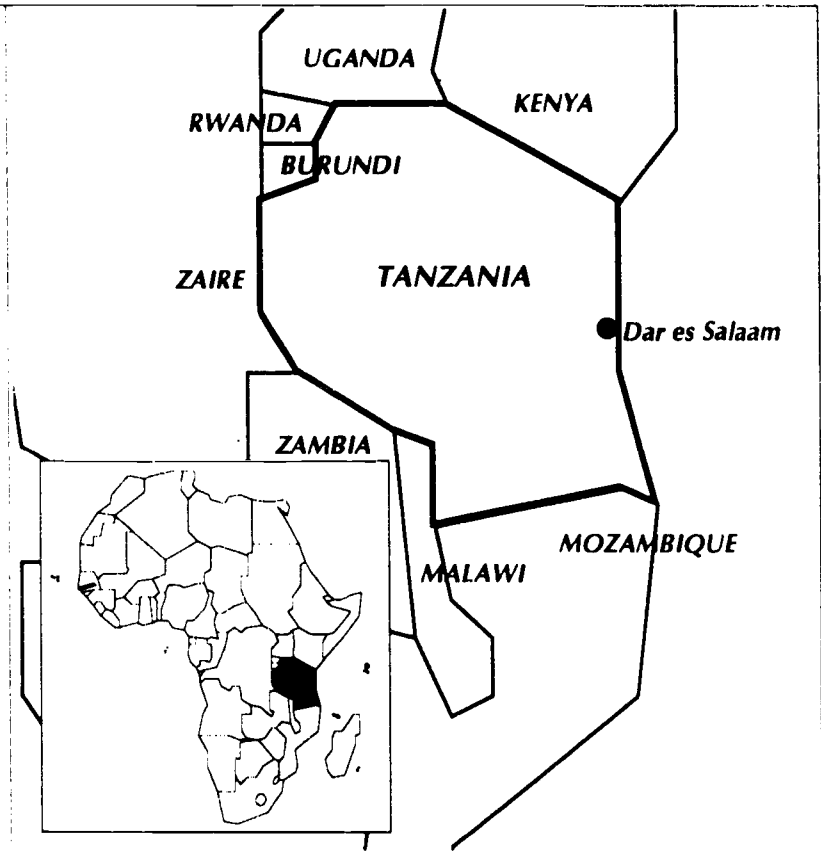 UGANDA
KENYA
RWANDA
BURUNDI
ZAIRE
TANZANIA
Dar es Salaam
ZAMBIA
MOZAMBIQUE
MALAWI